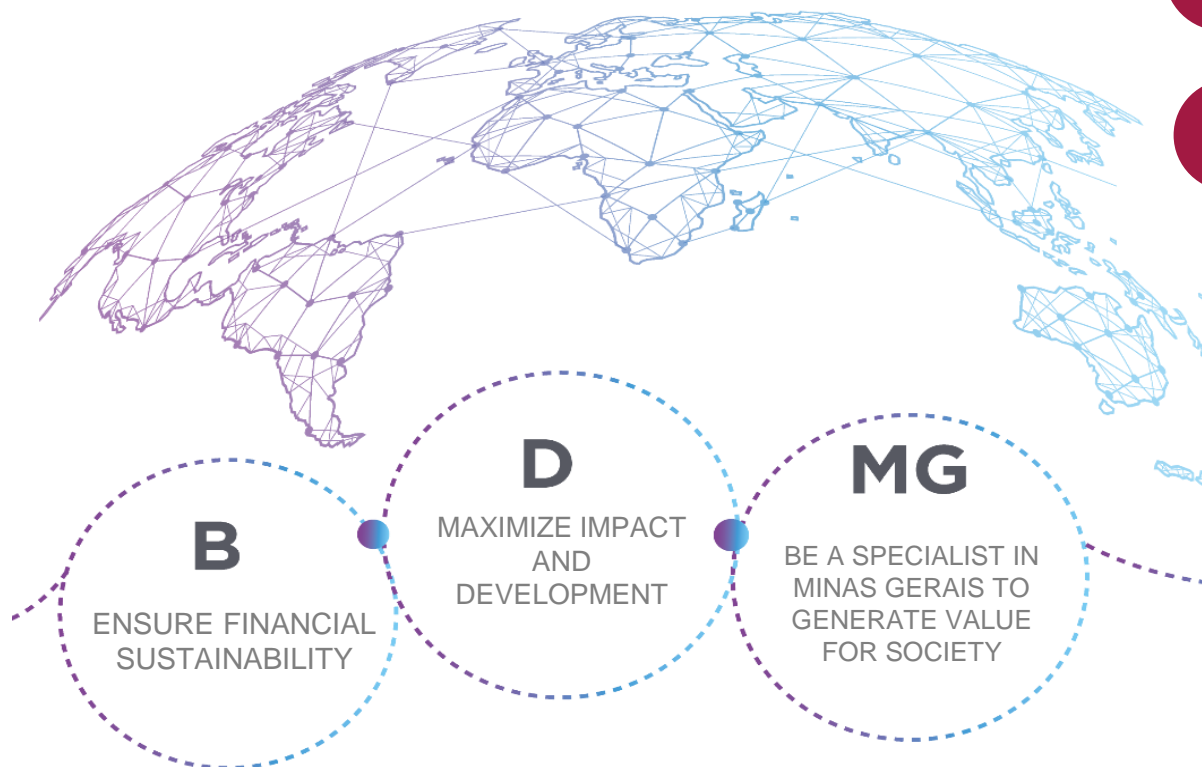 B
ENSURE FINANCIAL
SUSTAINABILITY
D
MAXIMIZE IMPACT
AND
DEVELOPMENT
MG
BE A SPECIALIST IN
MINAS GERAIS TO
GENERATE VALUE
FOR SOCIETY